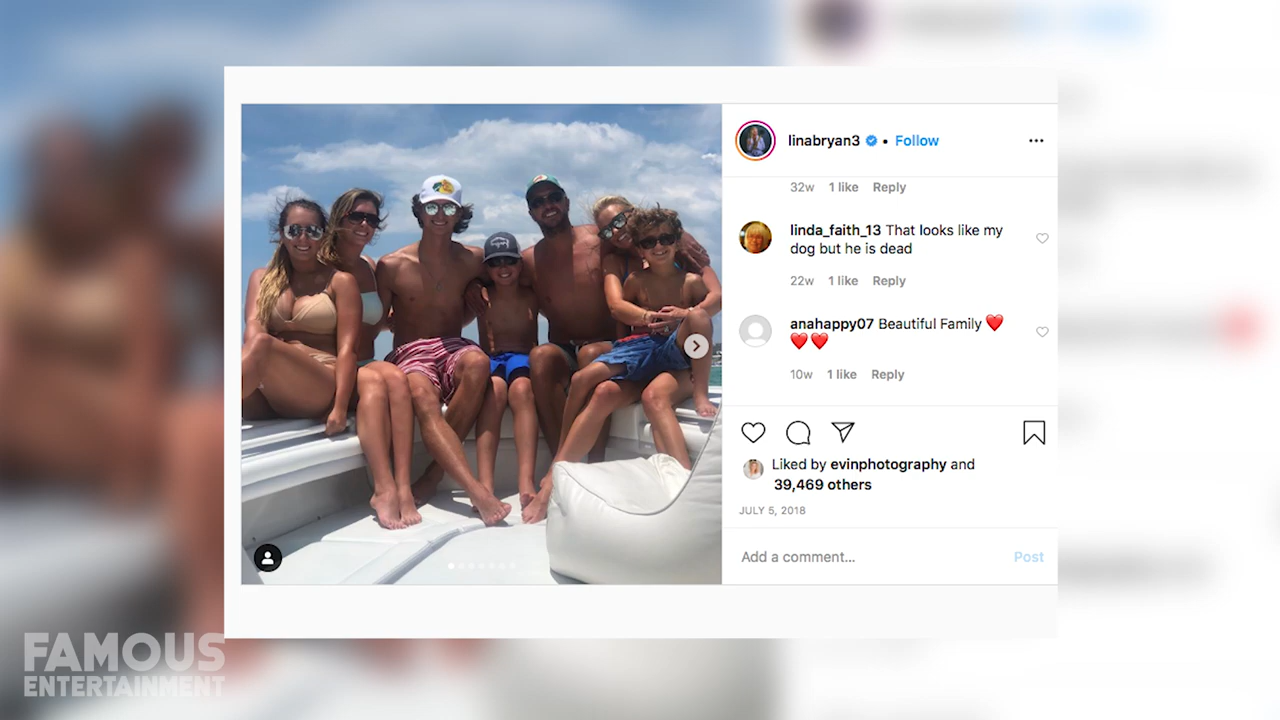 linabryan3 • Follow
32w 1 like Reply
linda_faith_13 That looks like my
dog but he is dead
22w 1 like Reply
anahappy07 Beautiful Family ❤️
❤️❤️
10w 1 like Reply
Liked by evinphotography and
39,469 others
JULY 5, 2018
Add a comment... Post
FAMOUS
ENTERTAINMENT